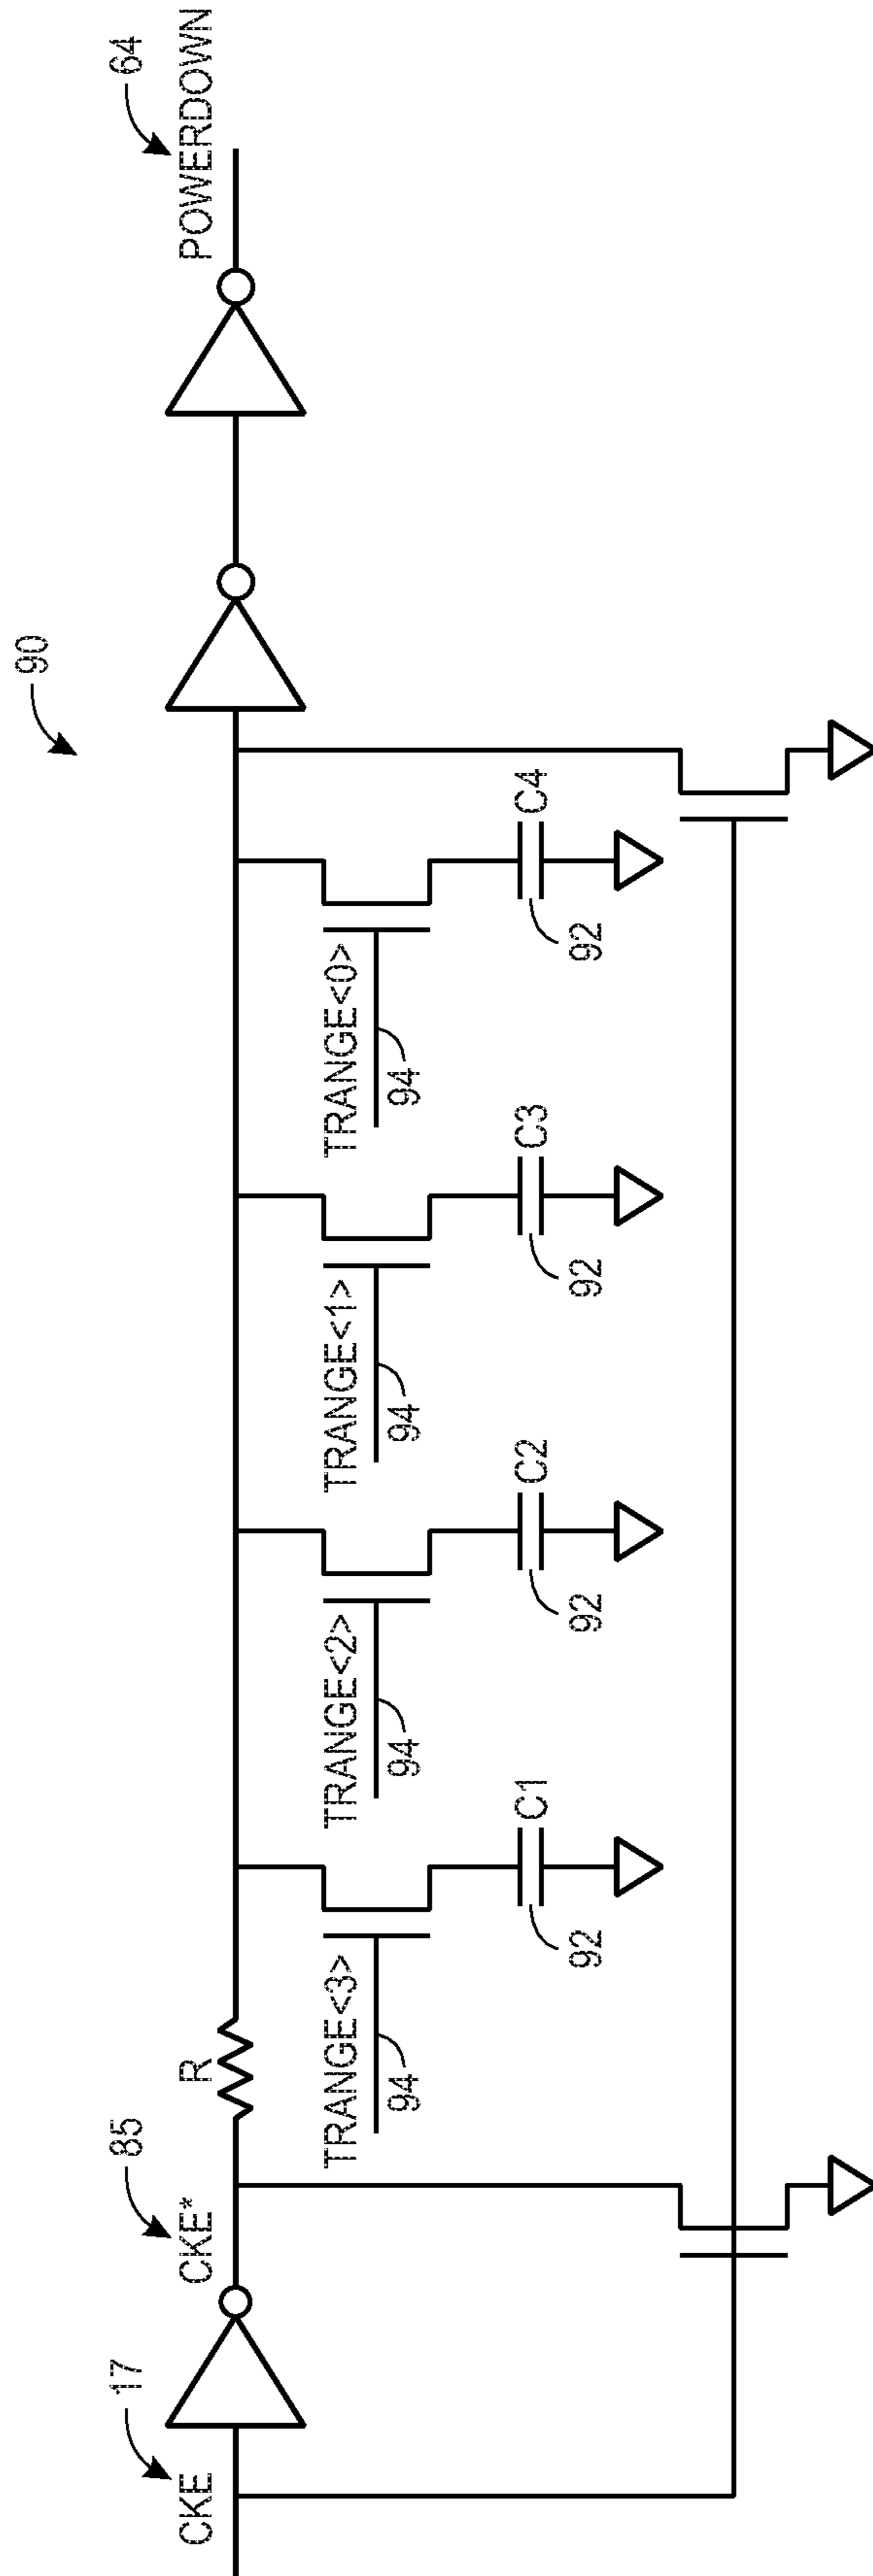 90
CKE
17
CKE*
85
R
POWERDOWN
64
TRANGE<3>
94
TRANGE<2>
94
TRANGE<1>
94
TRANGE<0>
94
92
C1
92
C2
92
C3
92
C4